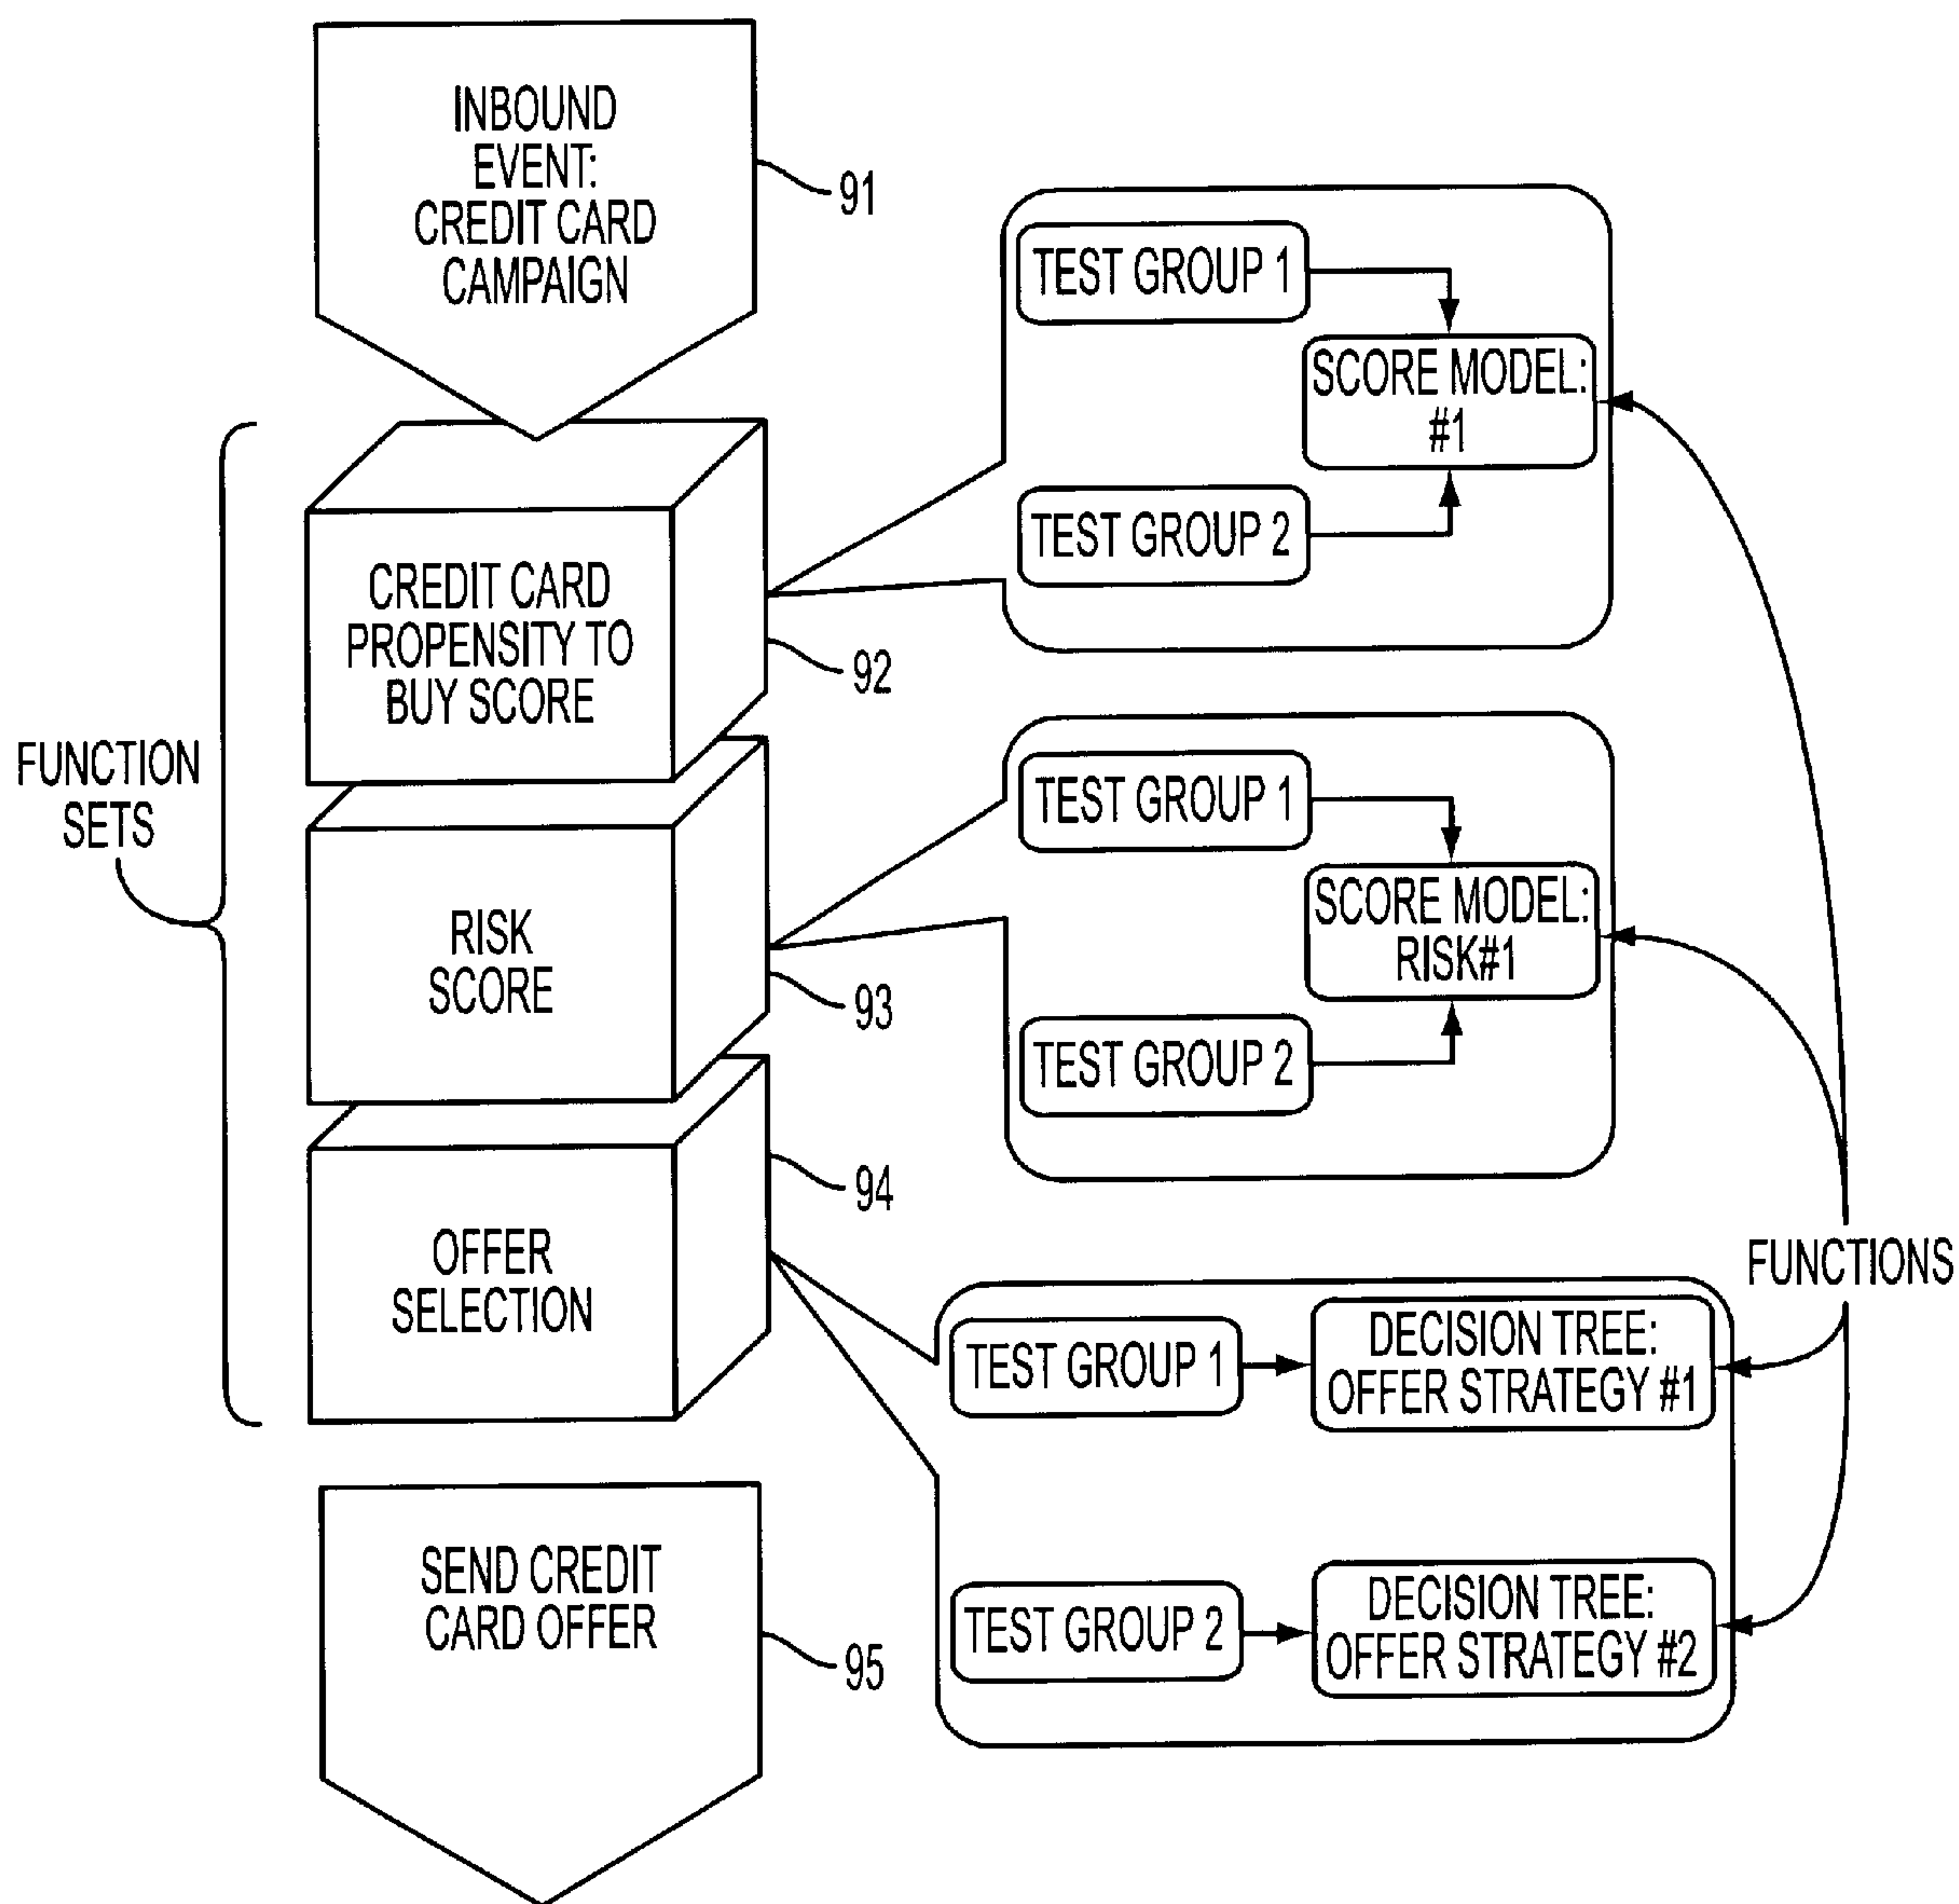 INBOUND
EVENT:
CREDIT CARD
CAMPAIGN
91
CREDIT CARD
PROPENSITY TO
BUY SCORE
92
FUNCTION
SETS
RISK
SCORE
93
OFFER
SELECTION
94
SEND CREDIT
CARD OFFER
95
TEST GROUP 1
SCORE MODEL:
#1
TEST GROUP 2
TEST GROUP 1
SCORE MODEL:
RISK#1
TEST GROUP 2
FUNCTIONS
TEST GROUP 1
DECISION TREE:
OFFER STRATEGY #1
TEST GROUP 2
DECISION TREE:
OFFER STRATEGY #2